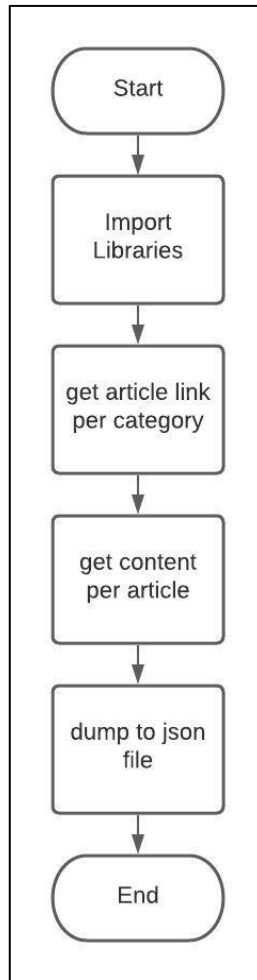 Start
Import
Libraries
get article link
per category
get content
per article
dump to json
file
End